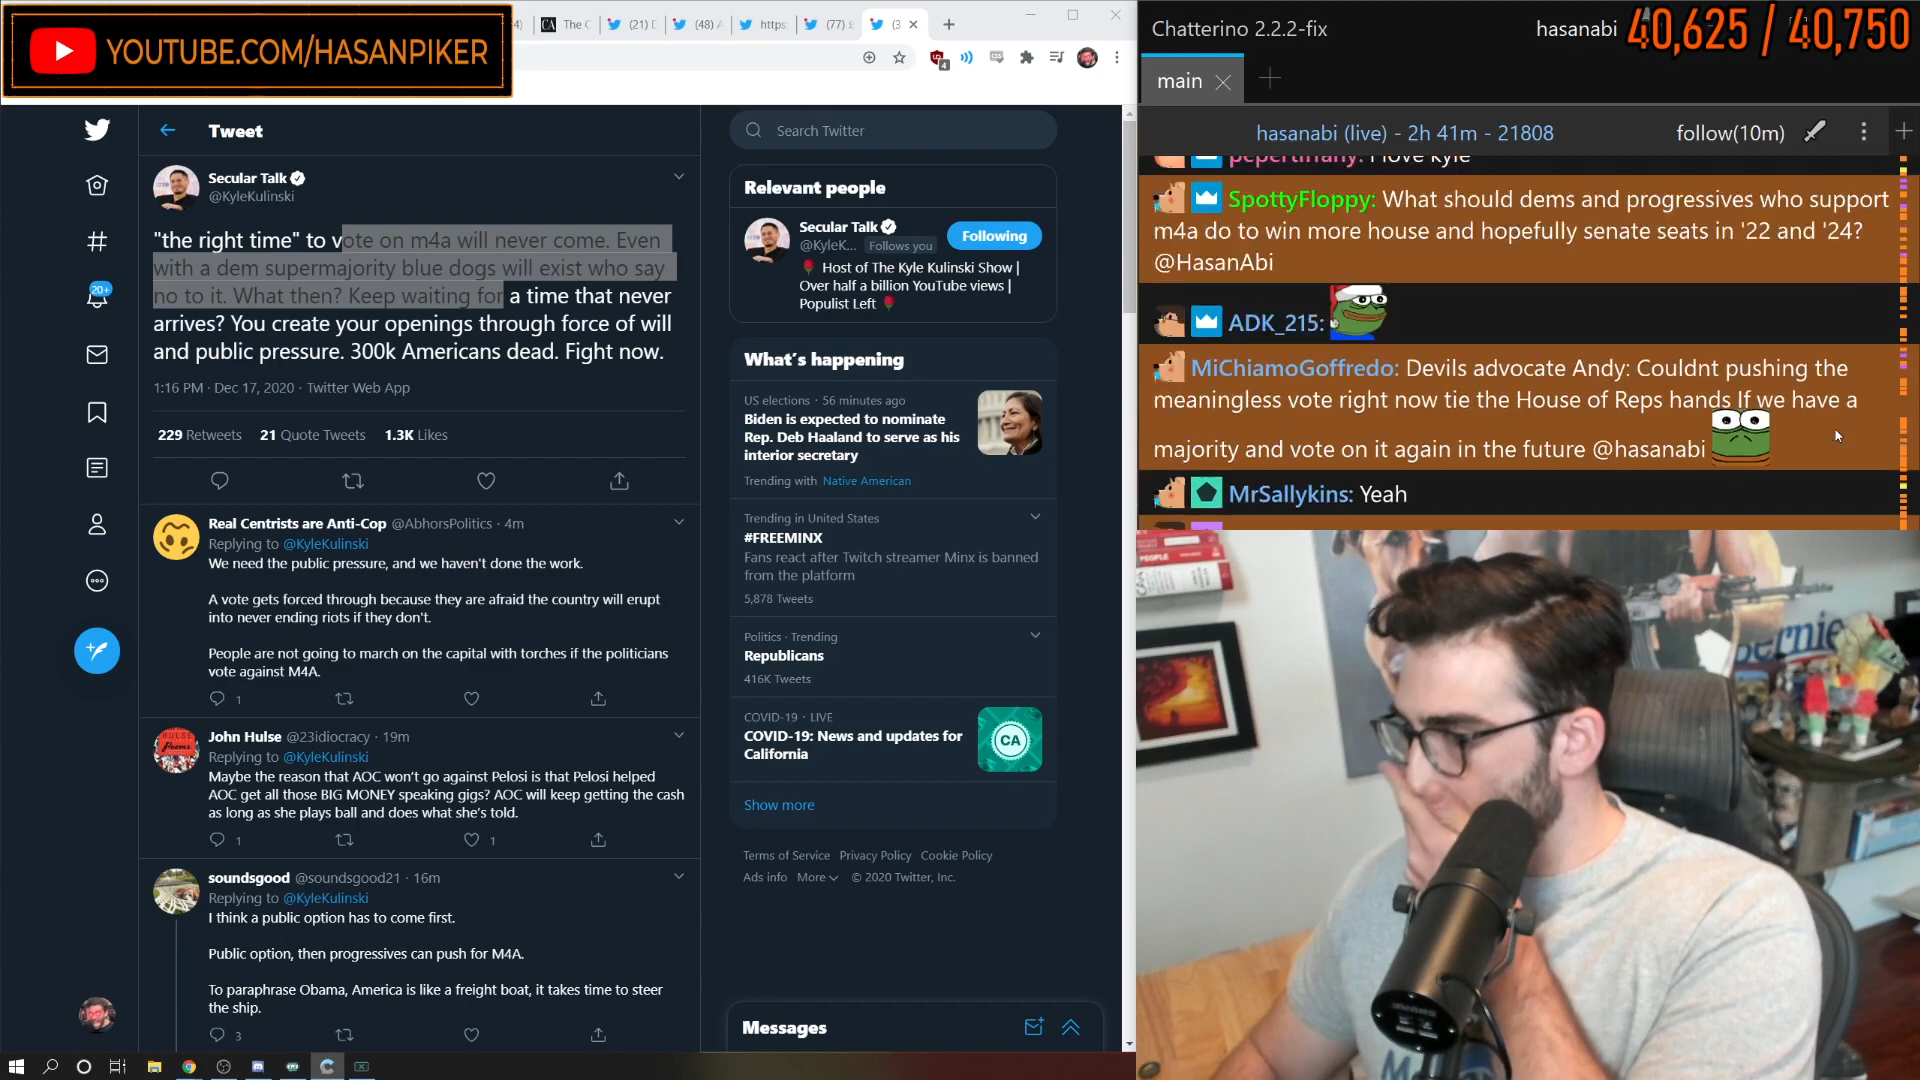 YOUTUBE.COM/HASANPIKER
The C
(21)
(48) A
https:
(77)
(3
4
Tweet
Secular Talk
@KyleKulinski
"the right time" to vote on m4a will never come. Even
with a dem supermajority blue dogs will exist who say
no to it. What then? Keep waiting for a time that never
arrives? You create your openings through force of will
and public pressure. 300k Americans dead. Fight now.
1:16 PM · Dec 17, 2020 · Twitter Web App
229 Retweets 21 Quote Tweets 1.3K Likes
20+
Real Centrists are Anti-Cop @AbhorsPolitics · 4m
Replying to @KyleKulinski
We need the public pressure, and we haven't done the work.
A vote gets forced through because they are afraid the country will erupt
into never ending riots if they don't.
People are not going to march on the capital with torches if the politicians
vote against M4A.
1
John Hulse @23idiocracy · 19m
Replying to @KyleKulinski
Maybe the reason that AOC won't go against Pelosi is that Pelosi helped
AOC get all those BIG MONEY speaking gigs? AOC will keep getting the cash
as long as she plays ball and does what she's told.
1 1
soundsgood @soundsgood21 · 16m
Replying to @KyleKulinski
I think a public option has to come first.
Public option, then progressives can push for M4A.
To paraphrase Obama, America is like a freight boat, it takes time to steer
the ship.
3
Search Twitter
Relevant people
Secular Talk
@KyleK... Follows you
Following
Host of The Kyle Kulinski Show |
Over half a billion YouTube views |
Populist Left
What's happening
US elections · 56 minutes ago
Biden is expected to nominate
Rep. Deb Haaland to serve as his
interior secretary
Trending with Native American
Trending in United States
#FREEMINX
Fans react after Twitch streamer Minx is banned
from the platform
5,878 Tweets
Politics · Trending
Republicans
416K Tweets
COVID-19 · LIVE
COVID-19: News and updates for
California
CA
Show more
Terms of Service Privacy Policy Cookie Policy
Ads info More © 2020 Twitter, Inc.
Messages
Chatterino 2.2.2-fix
hasanabi
40,625 / 40,750
main
hasanabi (live) - 2h 41m - 21808
follow(10m)
pepertiffany: I love kyle
SpottyFloppy: What should dems and progressives who support
m4a do to win more house and hopefully senate seats in '22 and '24?
@HasanAbi
ADK_215:
MiChiamoGoffredo: Devils advocate Andy: Couldnt pushing the
meaningless vote right now tie the House of Reps hands If we have a
majority and vote on it again in the future @hasanabi
MrSallykins: Yeah
Bernie